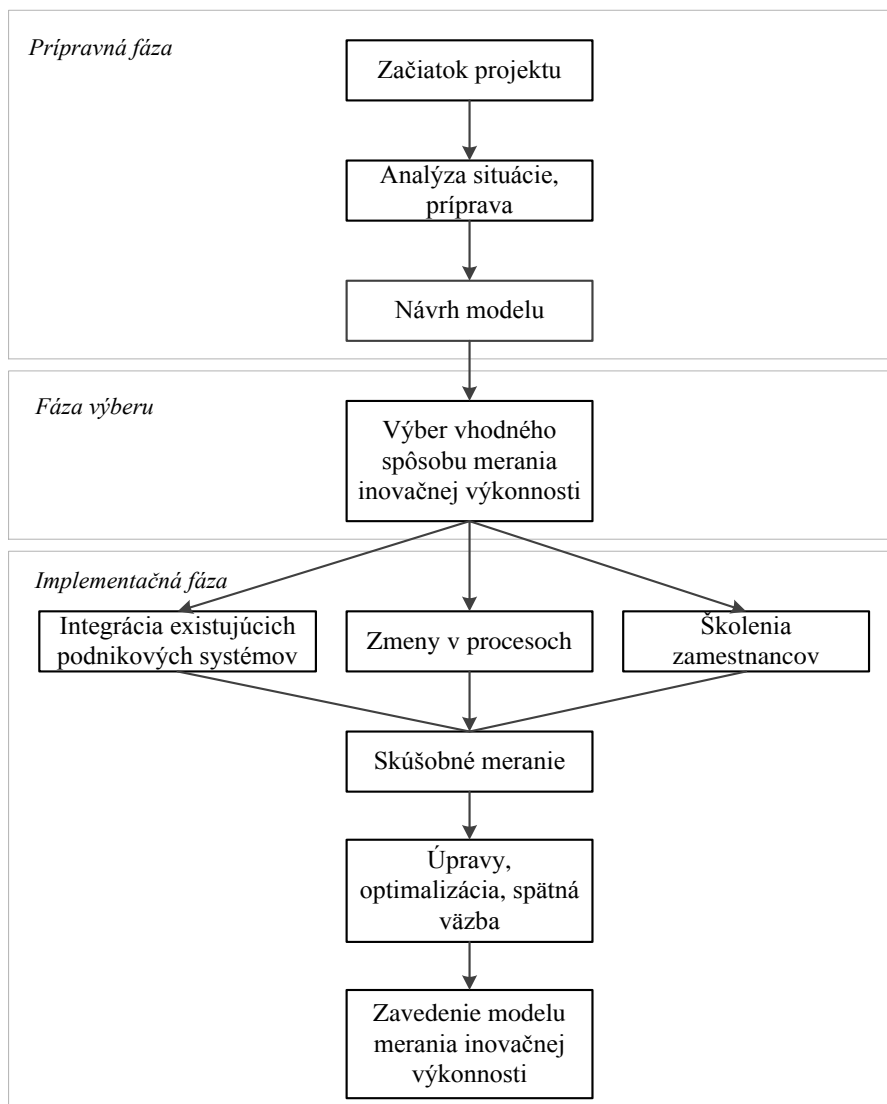 Prípravná fáza
Začiatok projektu
Analýza situácie,
príprava
Návrh modelu
Fáza výberu
Výber vhodného
spôsobu merania
inovačnej výkonnosti
Implementačná fáza
Integrácia existujúcich
podnikových systémov
Zmeny v procesoch
Školenia
zamestnancov
Skúšobné meranie
Úpravy,
optimalizácia, spätná
väzba
Zavedenie modelu
merania inovačnej
výkonnosti